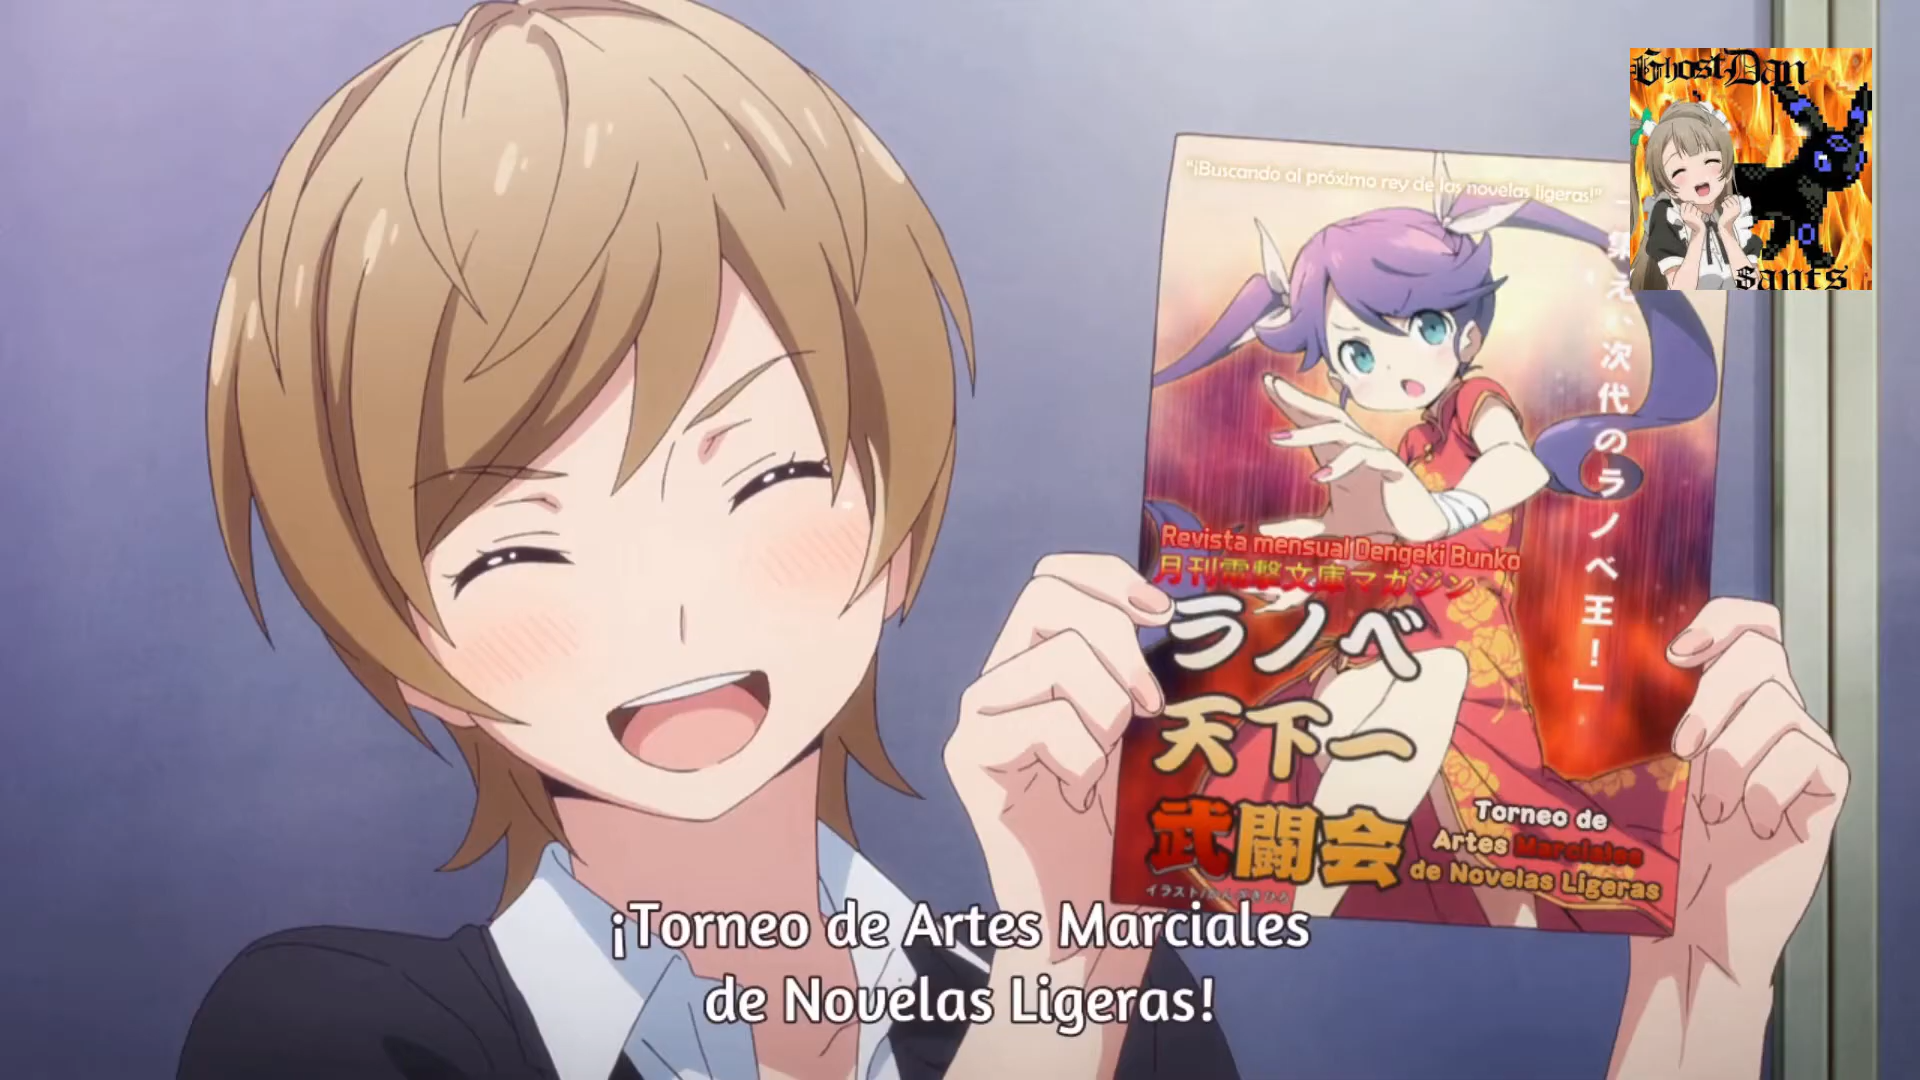 GhostDan
Sants
"¡Buscando al próximo rey de las novelas ligeras!"
次代のラノベ王！」
Revista mensual Dengeki Bunko
月刊電撃文庫マガジン
ラノベ
天下一
武闘会
Torneo de
Artes Marciales
de Novelas Ligeras
¡Torneo de Artes Marciales
de Novelas Ligeras!